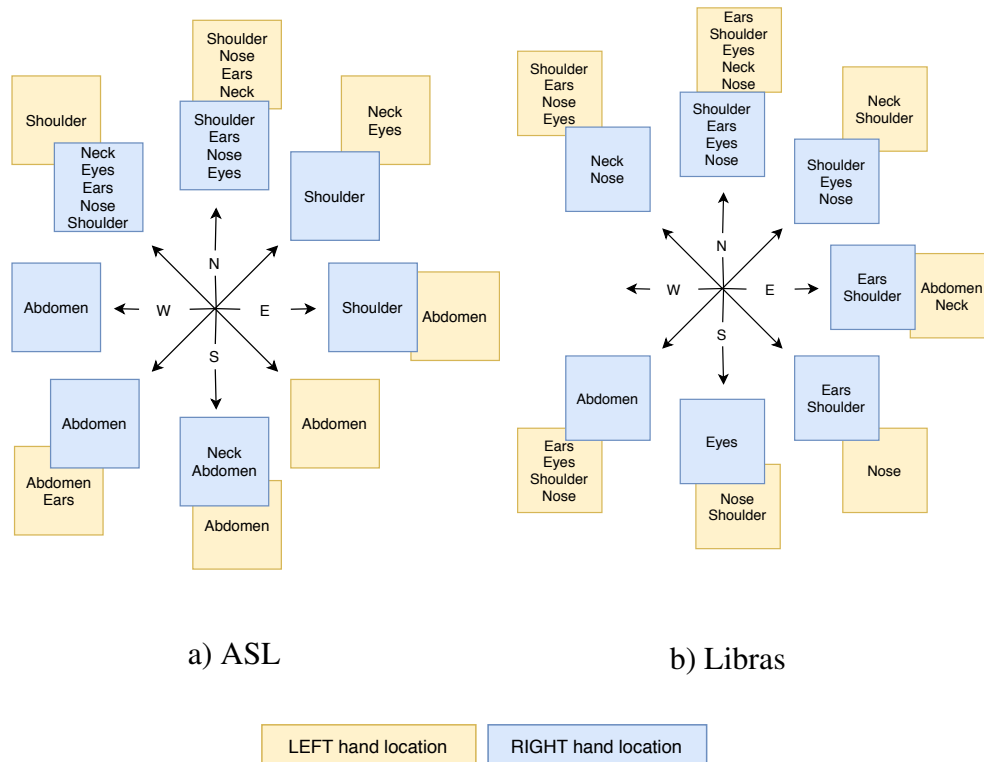 Shoulder
Nose
Ears
Neck
Shoulder
Ears
Nose
Eyes
Neck
Eyes
Shoulder
Shoulder
Neck
Eyes
Ears
Nose
Shoulder
N
Abdomen
W
E
Shoulder
Abdomen
S
Abdomen
Abdomen
Ears
Neck
Abdomen
Abdomen
Abdomen
a) ASL
Ears
Shoulder
Eyes
Neck
Nose
Shoulder
Ears
Eyes
Nose
Shoulder
Ears
Nose
Eyes
Neck
Nose
Neck
Shoulder
Shoulder
Eyes
Nose
N
W
E
Ears
Shoulder
Abdomen
Neck
S
Abdomen
Ears
Eyes
Shoulder
Nose
Eyes
Nose
Shoulder
Ears
Shoulder
Nose
b) Libras
LEFT hand location
RIGHT hand location